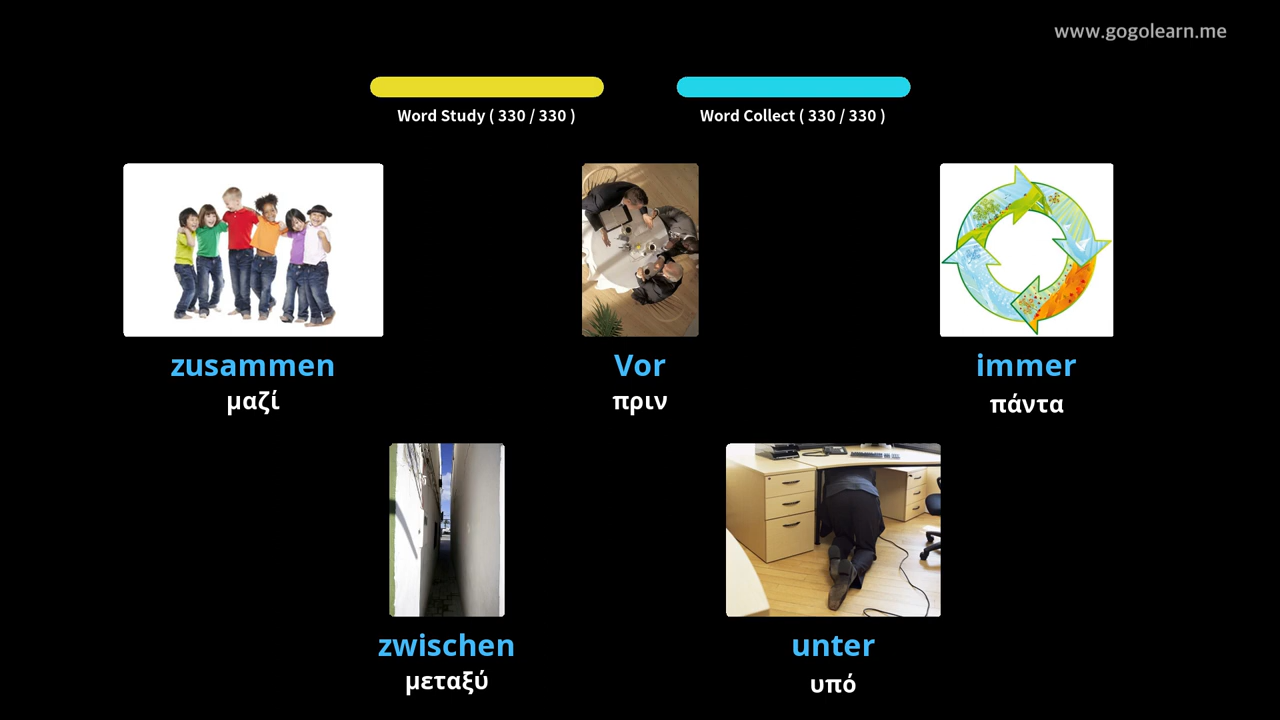 www.gogolearn.me
Word Study ( 330 / 330 )
Word Collect ( 330 / 330 )
zusammen
μαζί
Vor
πριν
immer
πάντα
zwischen
μεταξύ
unter
υπό